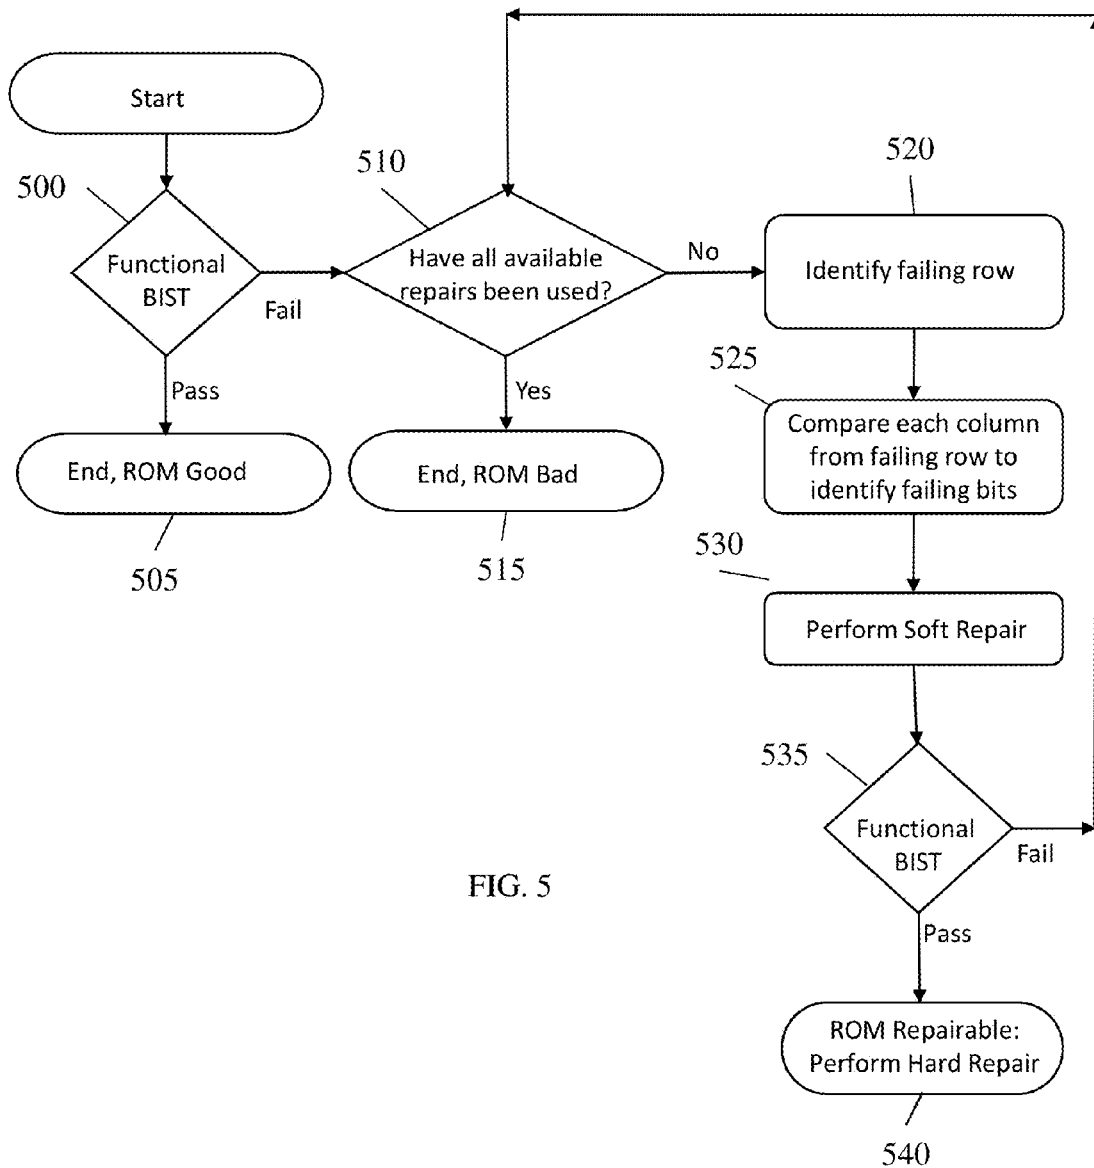 Start
500
510
520
Functional
BIST
Fail
Have all available
repairs been used?
No
Identify failing row
Pass
Yes
525
Compare each column
from failing row to
identify failing bits
End, ROM Good
End, ROM Bad
505
515
530
Perform Soft Repair
535
Functional
BIST
Fail
FIG. 5
Pass
ROM Repairable:
Perform Hard Repair
540